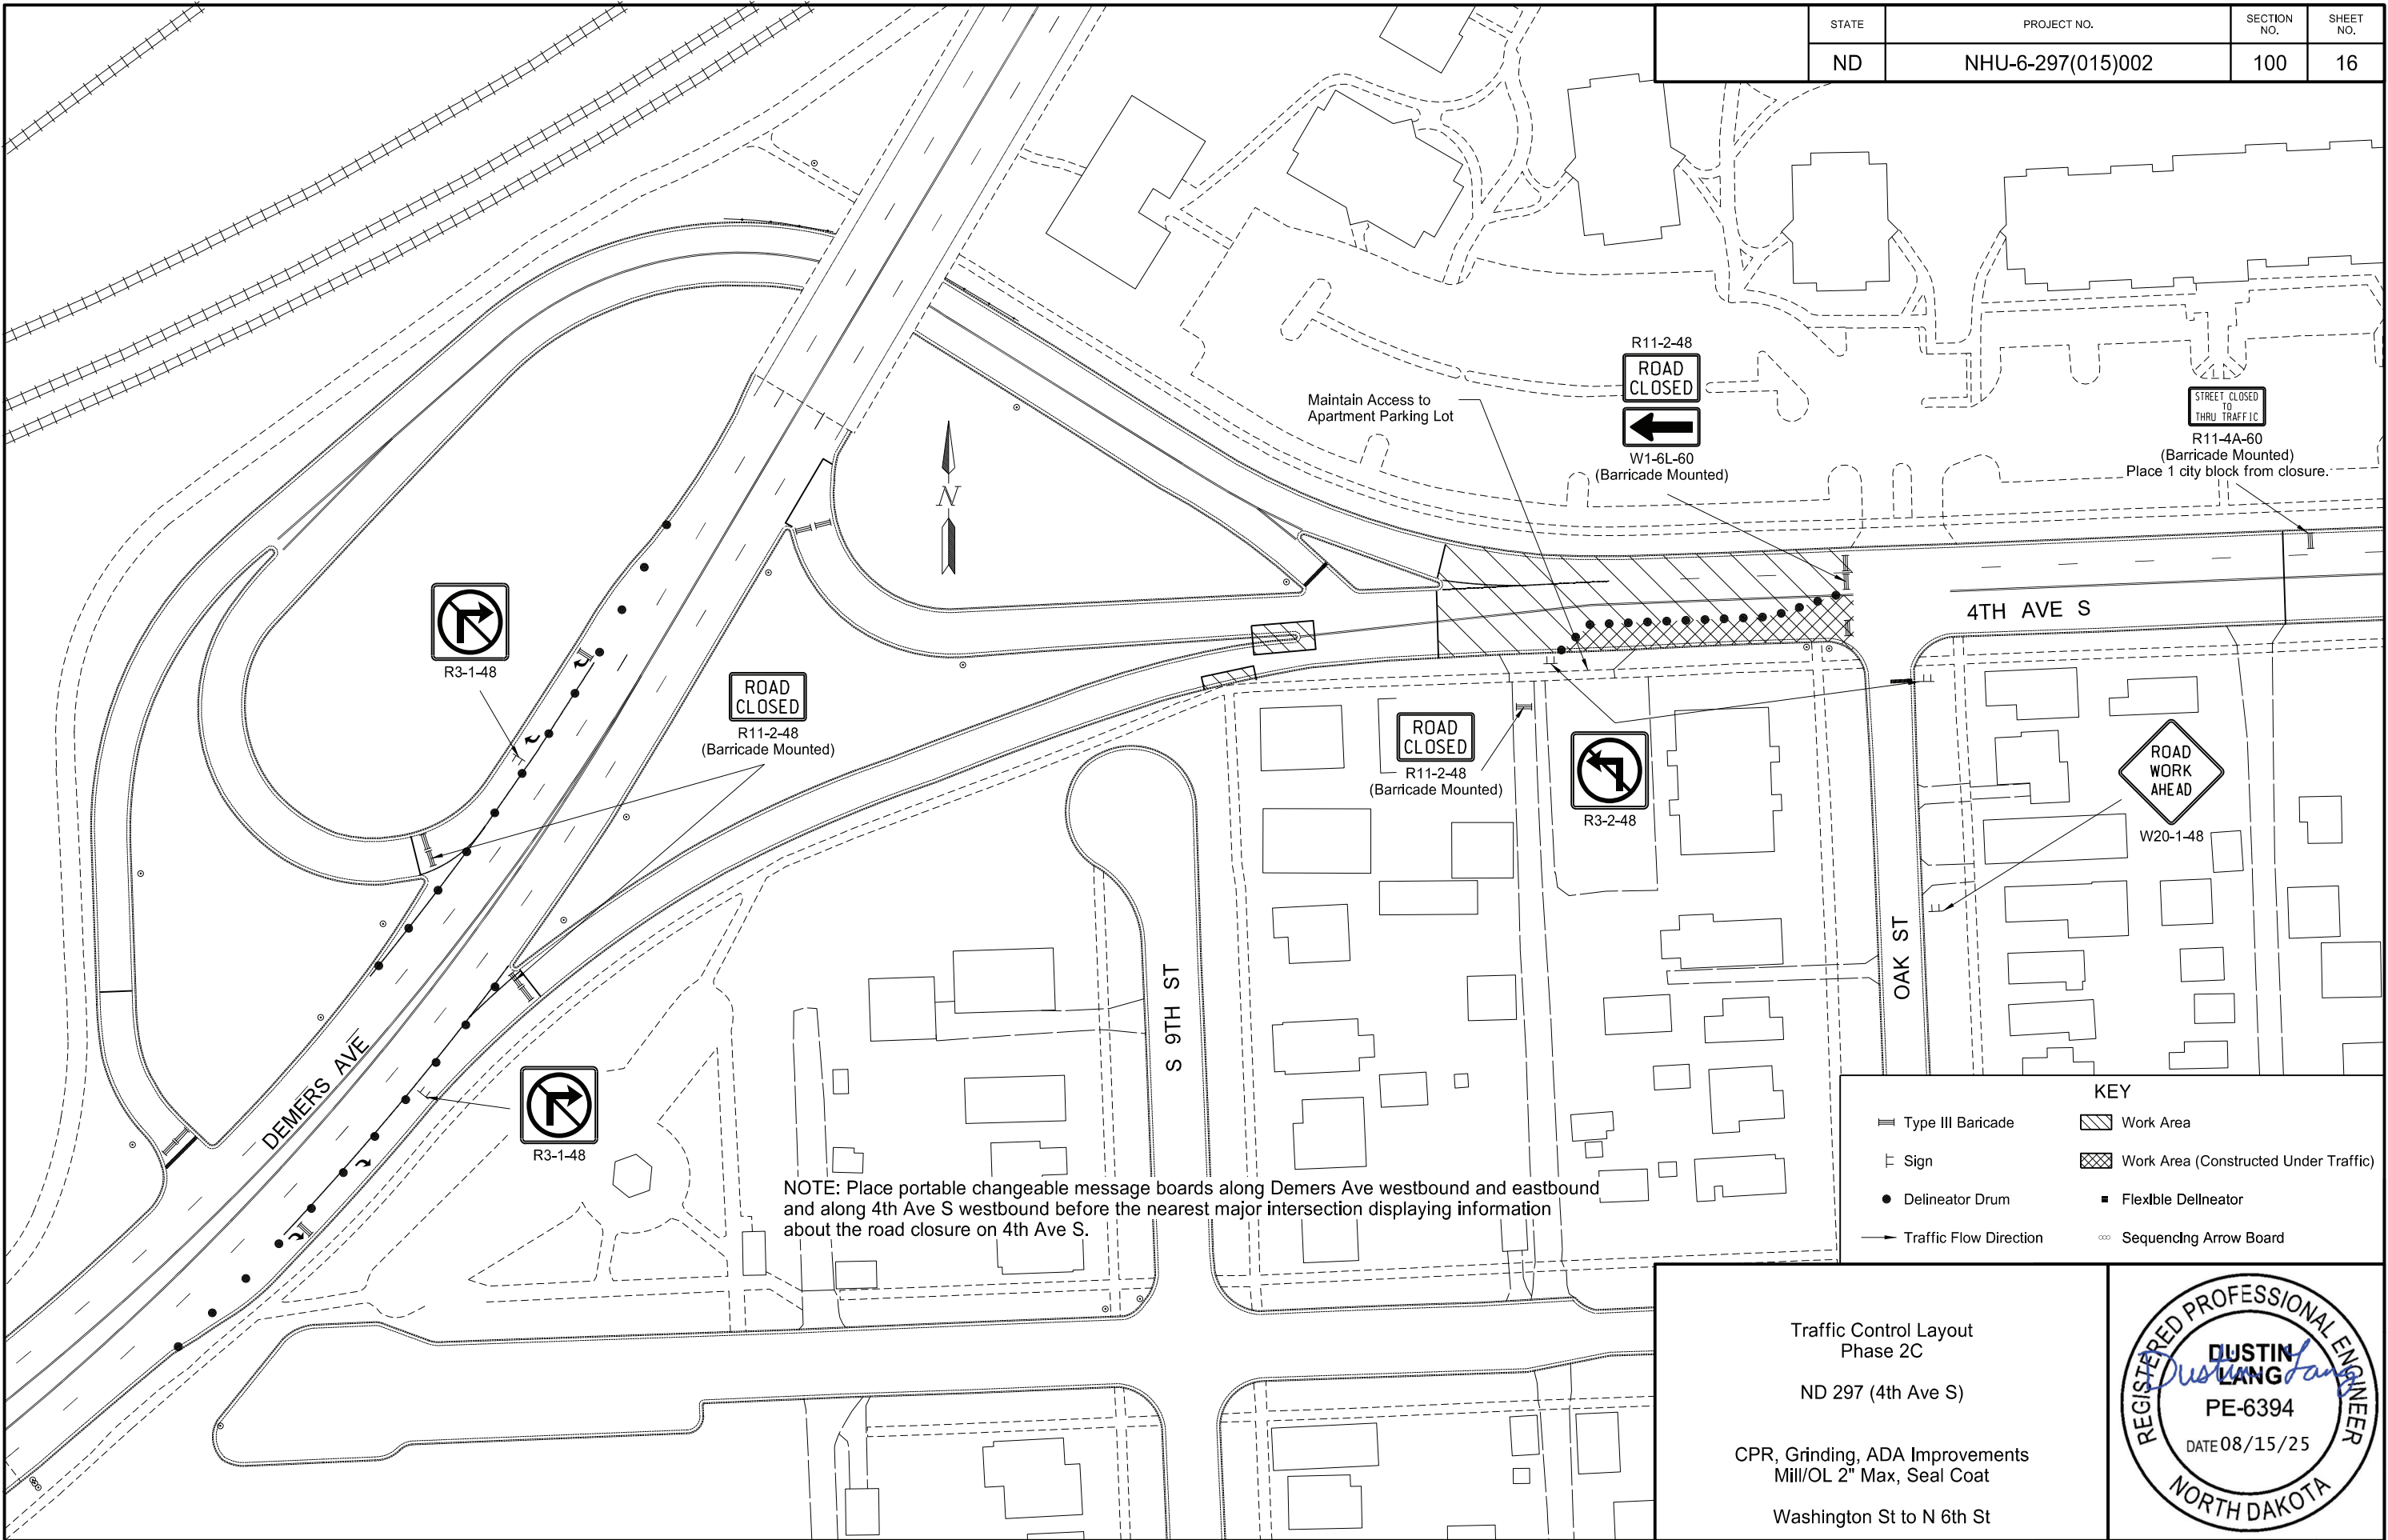 STATE
PROJECT NO.
SECTION NO.
SHEET NO.
ND
NHU-6-297(015)002
100
16
R11-2-48
ROAD
CLOSED
W1-6L-60
(Barricade Mounted)
Maintain Access to
Apartment Parking Lot
STREET CLOSED
TO
THRU TRAFFIC
R11-4A-60
(Barricade Mounted)
Place 1 city block from closure.
N
R3-1-48
ROAD
CLOSED
R11-2-48
(Barricade Mounted)
4TH AVE S
ROAD
CLOSED
R11-2-48
(Barricade Mounted)
R3-2-48
ROAD
WORK
AHEAD
W20-1-48
OAK ST
S 9TH ST
DEMERS AVE
R3-1-48
NOTE: Place portable changeable message boards along Demers Ave westbound and eastbound
and along 4th Ave S westbound before the nearest major intersection displaying information
about the road closure on 4th Ave S.
KEY
Type III Baricade
Work Area
Sign
Work Area (Constructed Under Traffic)
Delineator Drum
Flexible Delineator
Traffic Flow Direction
Sequencing Arrow Board
Traffic Control Layout
Phase 2C
ND 297 (4th Ave S)
CPR, Grinding, ADA Improvements
Mill/OL 2" Max, Seal Coat
Washington St to N 6th St
REGISTERED PROFESSIONAL ENGINEER
DUSTIN
LANG
Dustin Lang
PE-6394
DATE 08/15/25
NORTH DAKOTA